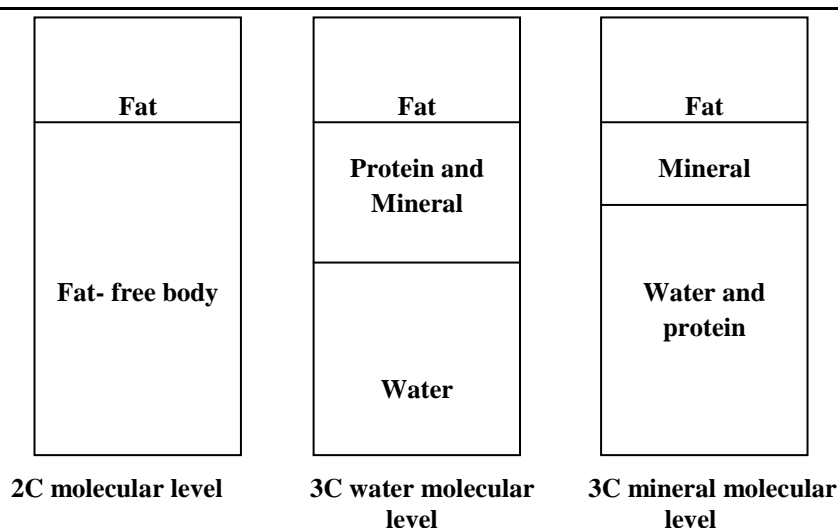 Fat
Fat- free body
2C molecular level
Fat
Protein and
Mineral
Water
3C water molecular
level
Fat
Mineral
Water and
protein
3C mineral molecular
level